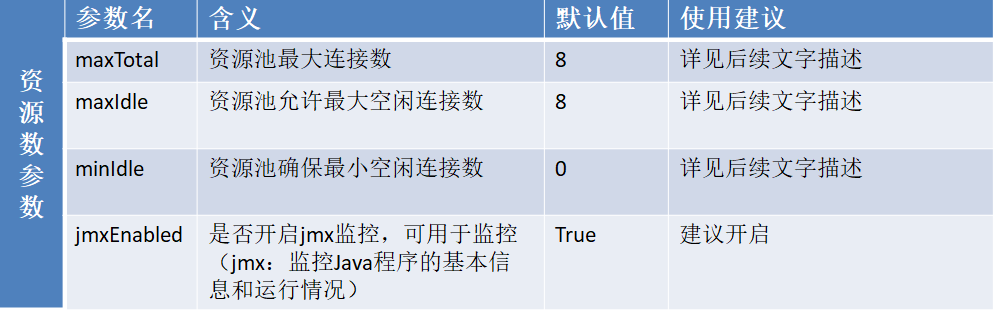 资源数参数
参数名 含义 默认值 使用建议
maxTotal 资源池最大连接数 8 详见后续文字描述
maxIdle 资源池允许最大空闲连接数 8 详见后续文字描述
minIdle 资源池确保最小空闲连接数 0 详见后续文字描述
jmxEnabled 是否开启jmx监控，可用于监控 True 建议开启
（jmx：监控Java程序的基本信
息和运行情况）